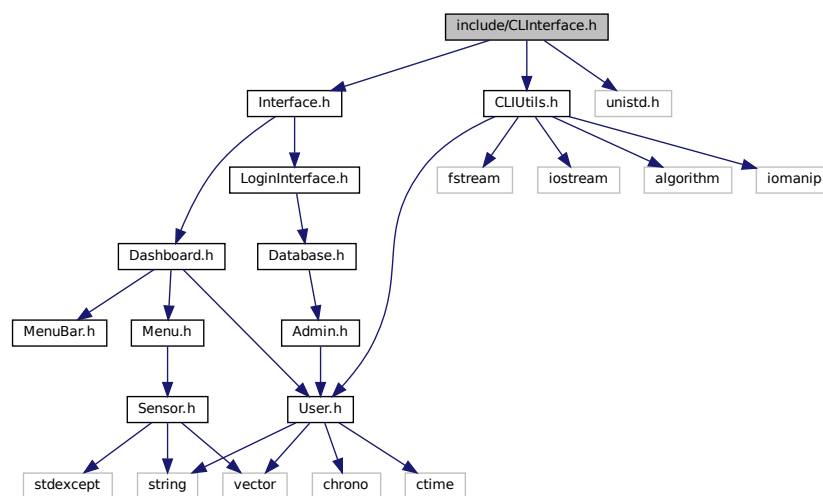 include/CLInterface.h
Interface.h
CLIUtils.h
unistd.h
LoginInterface.h
fstream
iostream
algorithm
iomanip
Dashboard.h
Database.h
MenuBar.h
Menu.h
Admin.h
Sensor.h
User.h
stdexcept
string
vector
chrono
ctime